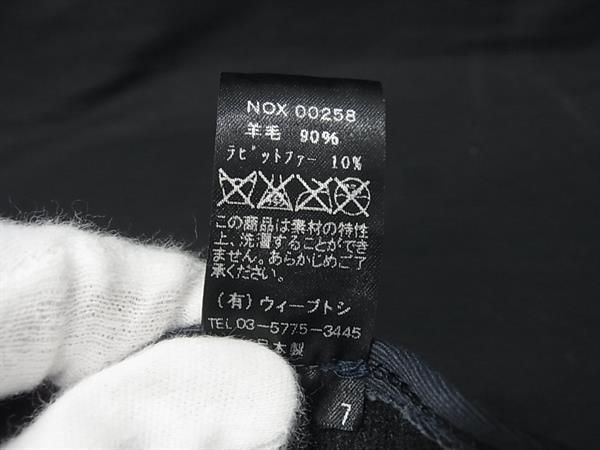 NOX 00258
羊毛 90%
ラビットファー 10%
この商品は素材の特性
上、洗濯することができ
ません。あらかじめご了
承ください。
(有)ウィーブトシ
TEL 03-5775-3445
日本製
7